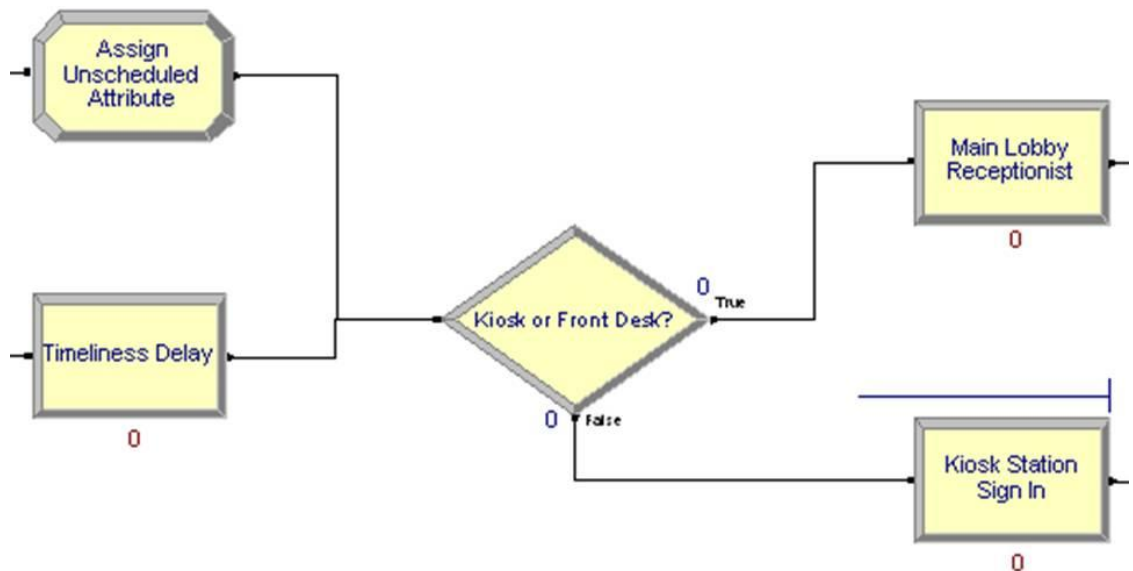 Assign
Unscheduled
Attribute
Main Lobby
Receptionist
0
0
True
Kiosk or Front Desk?
Timeliness Delay
0
0
False
Kiosk Station
Sign In
0